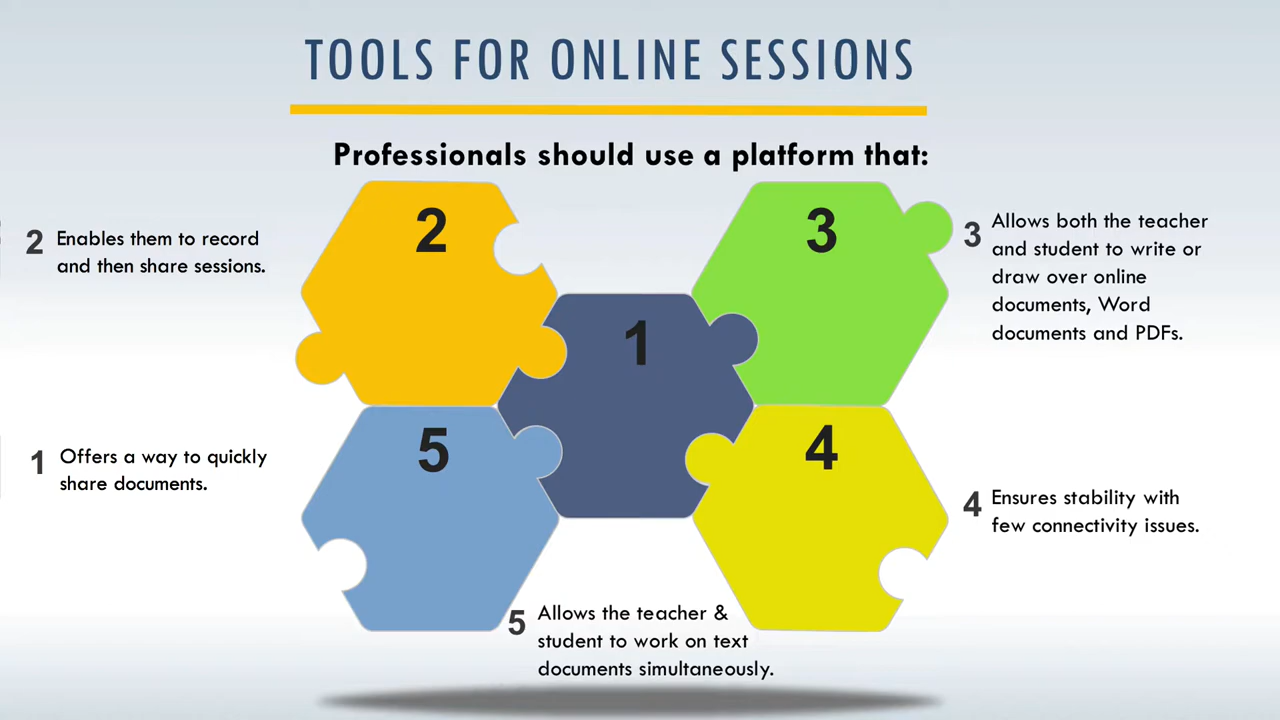 TOOLS FOR ONLINE SESSIONS
Professionals should use a platform that:
2
3
1
5
4
2 Enables them to record
and then share sessions.
3 Allows both the teacher
and student to write or
draw over online
documents, Word
documents and PDFs.
1 Offers a way to quickly
share documents.
4 Ensures stability with
few connectivity issues.
5 Allows the teacher &
student to work on text
documents simultaneously.